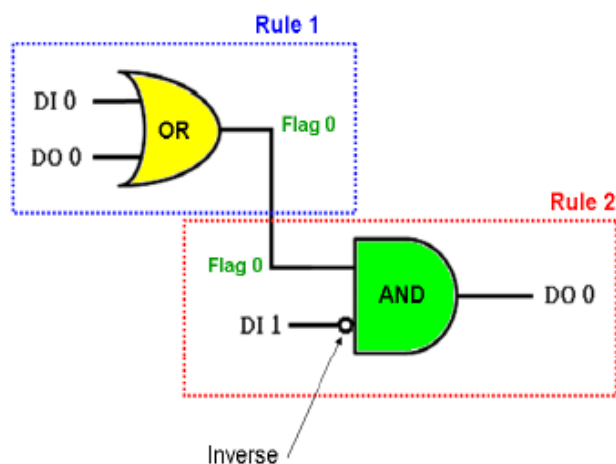 Rule 1
DI 0
OR
Flag 0
DO 0
Rule 2
Flag 0
AND
DO 0
DI 1
Inverse